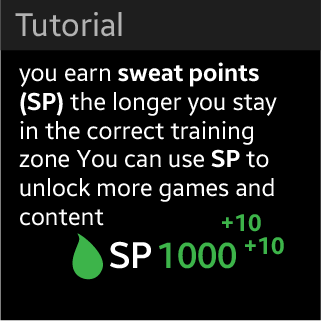 Tutorial
you earn sweat points
(SP) the longer you stay
in the correct training
zone You can use SP to
unlock more games and
content
+10
SP 1000 +10